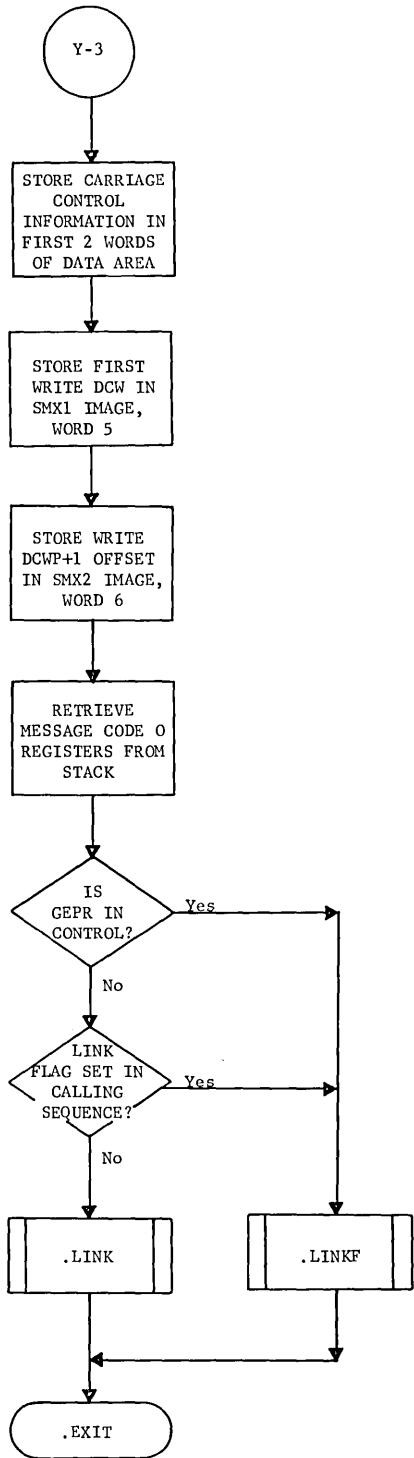 Y-3
STORE CARRIAGE
CONTROL
INFORMATION IN
FIRST 2 WORDS
OF DATA AREA
STORE FIRST
WRITE DCW IN
SMX1 IMAGE,
WORD 5
STORE WRITE
DCWP+1 OFFSET
IN SMX2 IMAGE,
WORD 6
RETRIEVE
MESSAGE CODE 0
REGISTERS FROM
STACK
IS
GEPR IN
CONTROL?
Yes
No
LINK
FLAG SET IN
CALLING
SEQUENCE?
Yes
No
.LINK
.LINKF
.EXIT